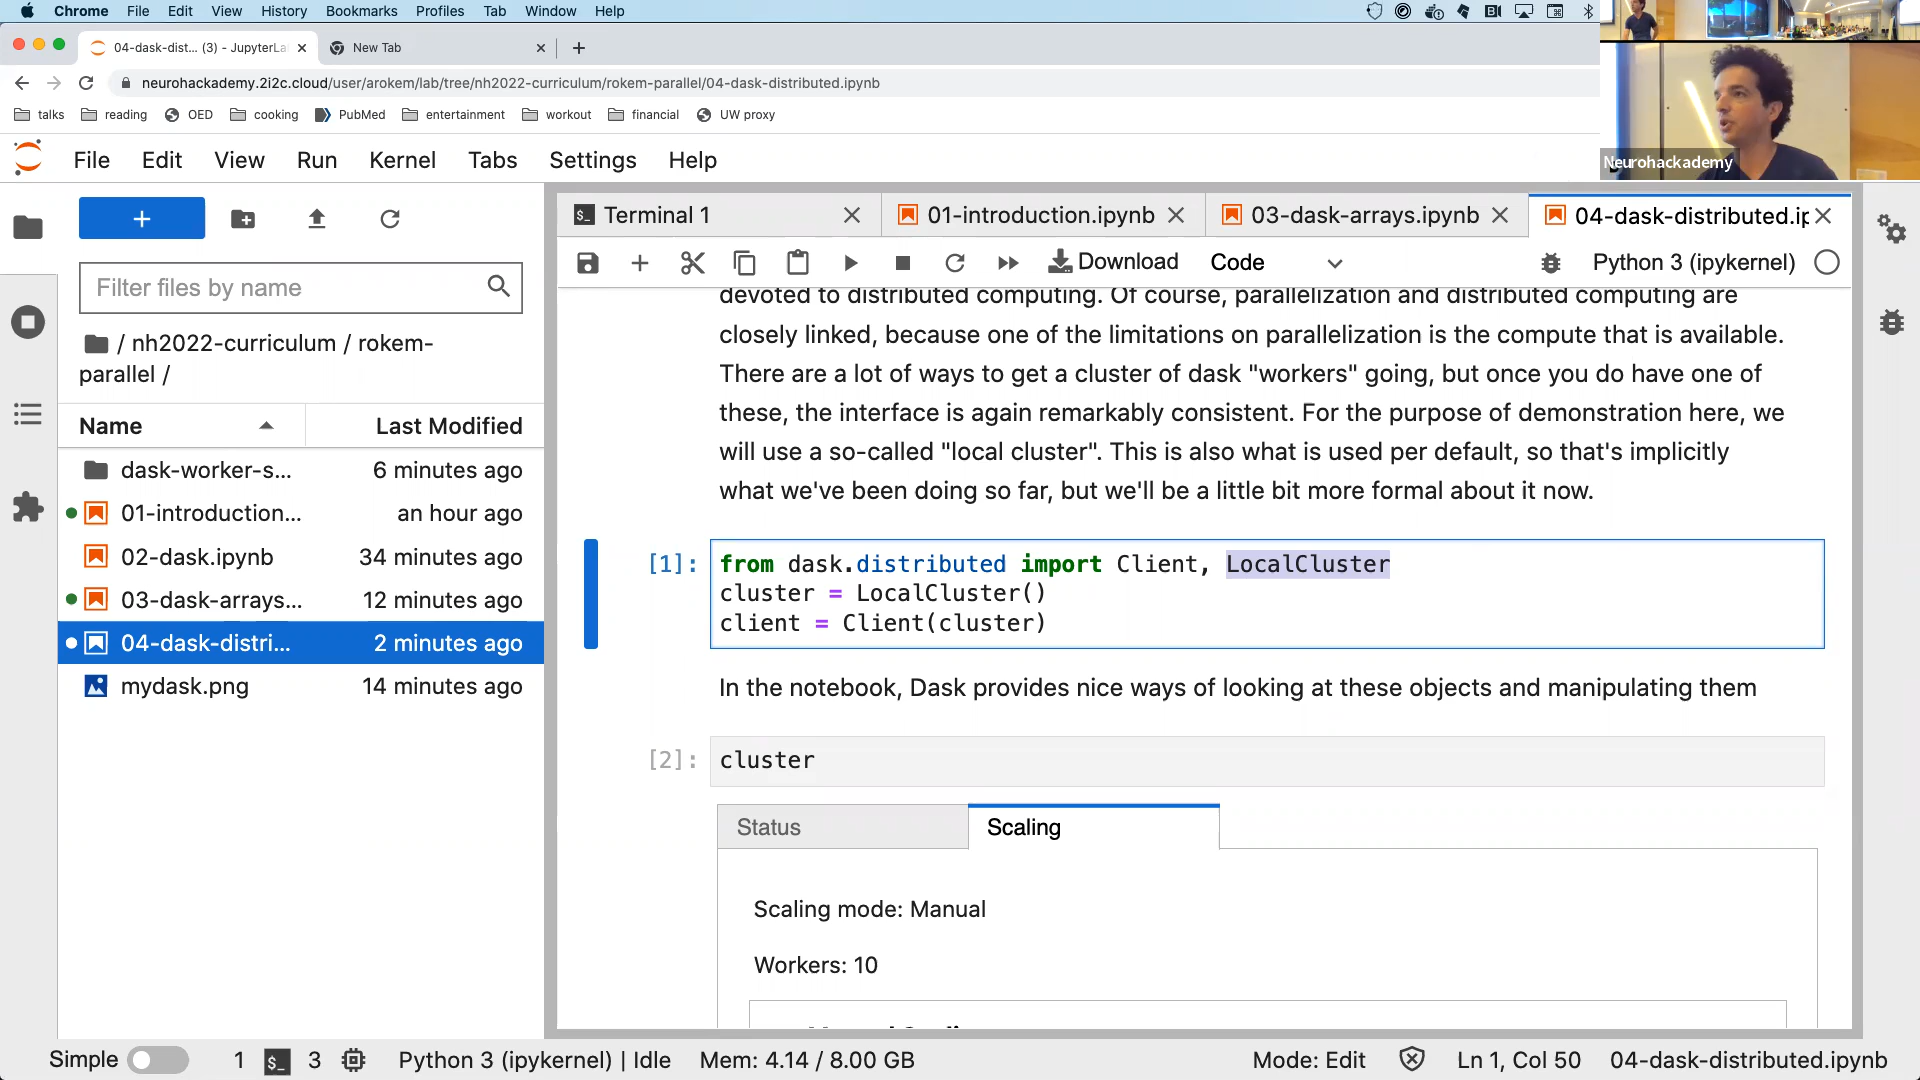 Chrome File Edit View History Bookmarks Profiles Tab Window Help
04-dask-dist... (3) - JupyterLa
New Tab
neurohackademy.2i2c.cloud/user/arokem/lab/tree/nh2022-curriculum/rokem-parallel/04-dask-distributed.ipynb
talks reading OED cooking PubMed entertainment workout financial UW proxy
Neurohackademy
File Edit View Run Kernel Tabs Settings Help
Terminal 1
01-introduction.ipynb
03-dask-arrays.ipynb
04-dask-distributed.ip
Download
Code
Python 3 (ipykernel)
Filter files by name
/ nh2022-curriculum / rokem-
parallel /
Name Last Modified
dask-worker-s... 6 minutes ago
01-introduction... an hour ago
02-dask.ipynb 34 minutes ago
03-dask-arrays... 12 minutes ago
04-dask-distri... 2 minutes ago
mydask.png 14 minutes ago
devoted to distributed computing. Of course, parallelization and distributed computing are
closely linked, because one of the limitations on parallelization is the compute that is available.
There are a lot of ways to get a cluster of dask "workers" going, but once you do have one of
these, the interface is again remarkably consistent. For the purpose of demonstration here, we
will use a so-called "local cluster". This is also what is used per default, so that's implicitly
what we've been doing so far, but we'll be a little bit more formal about it now.
[1]: from dask.distributed import Client, LocalCluster
cluster = LocalCluster()
client = Client(cluster)
In the notebook, Dask provides nice ways of looking at these objects and manipulating them
[2]: cluster
Status Scaling
Scaling mode: Manual
Workers: 10
Simple 1 3 Python 3 (ipykernel) | Idle Mem: 4.14 / 8.00 GB Mode: Edit Ln 1, Col 50 04-dask-distributed.ipynb